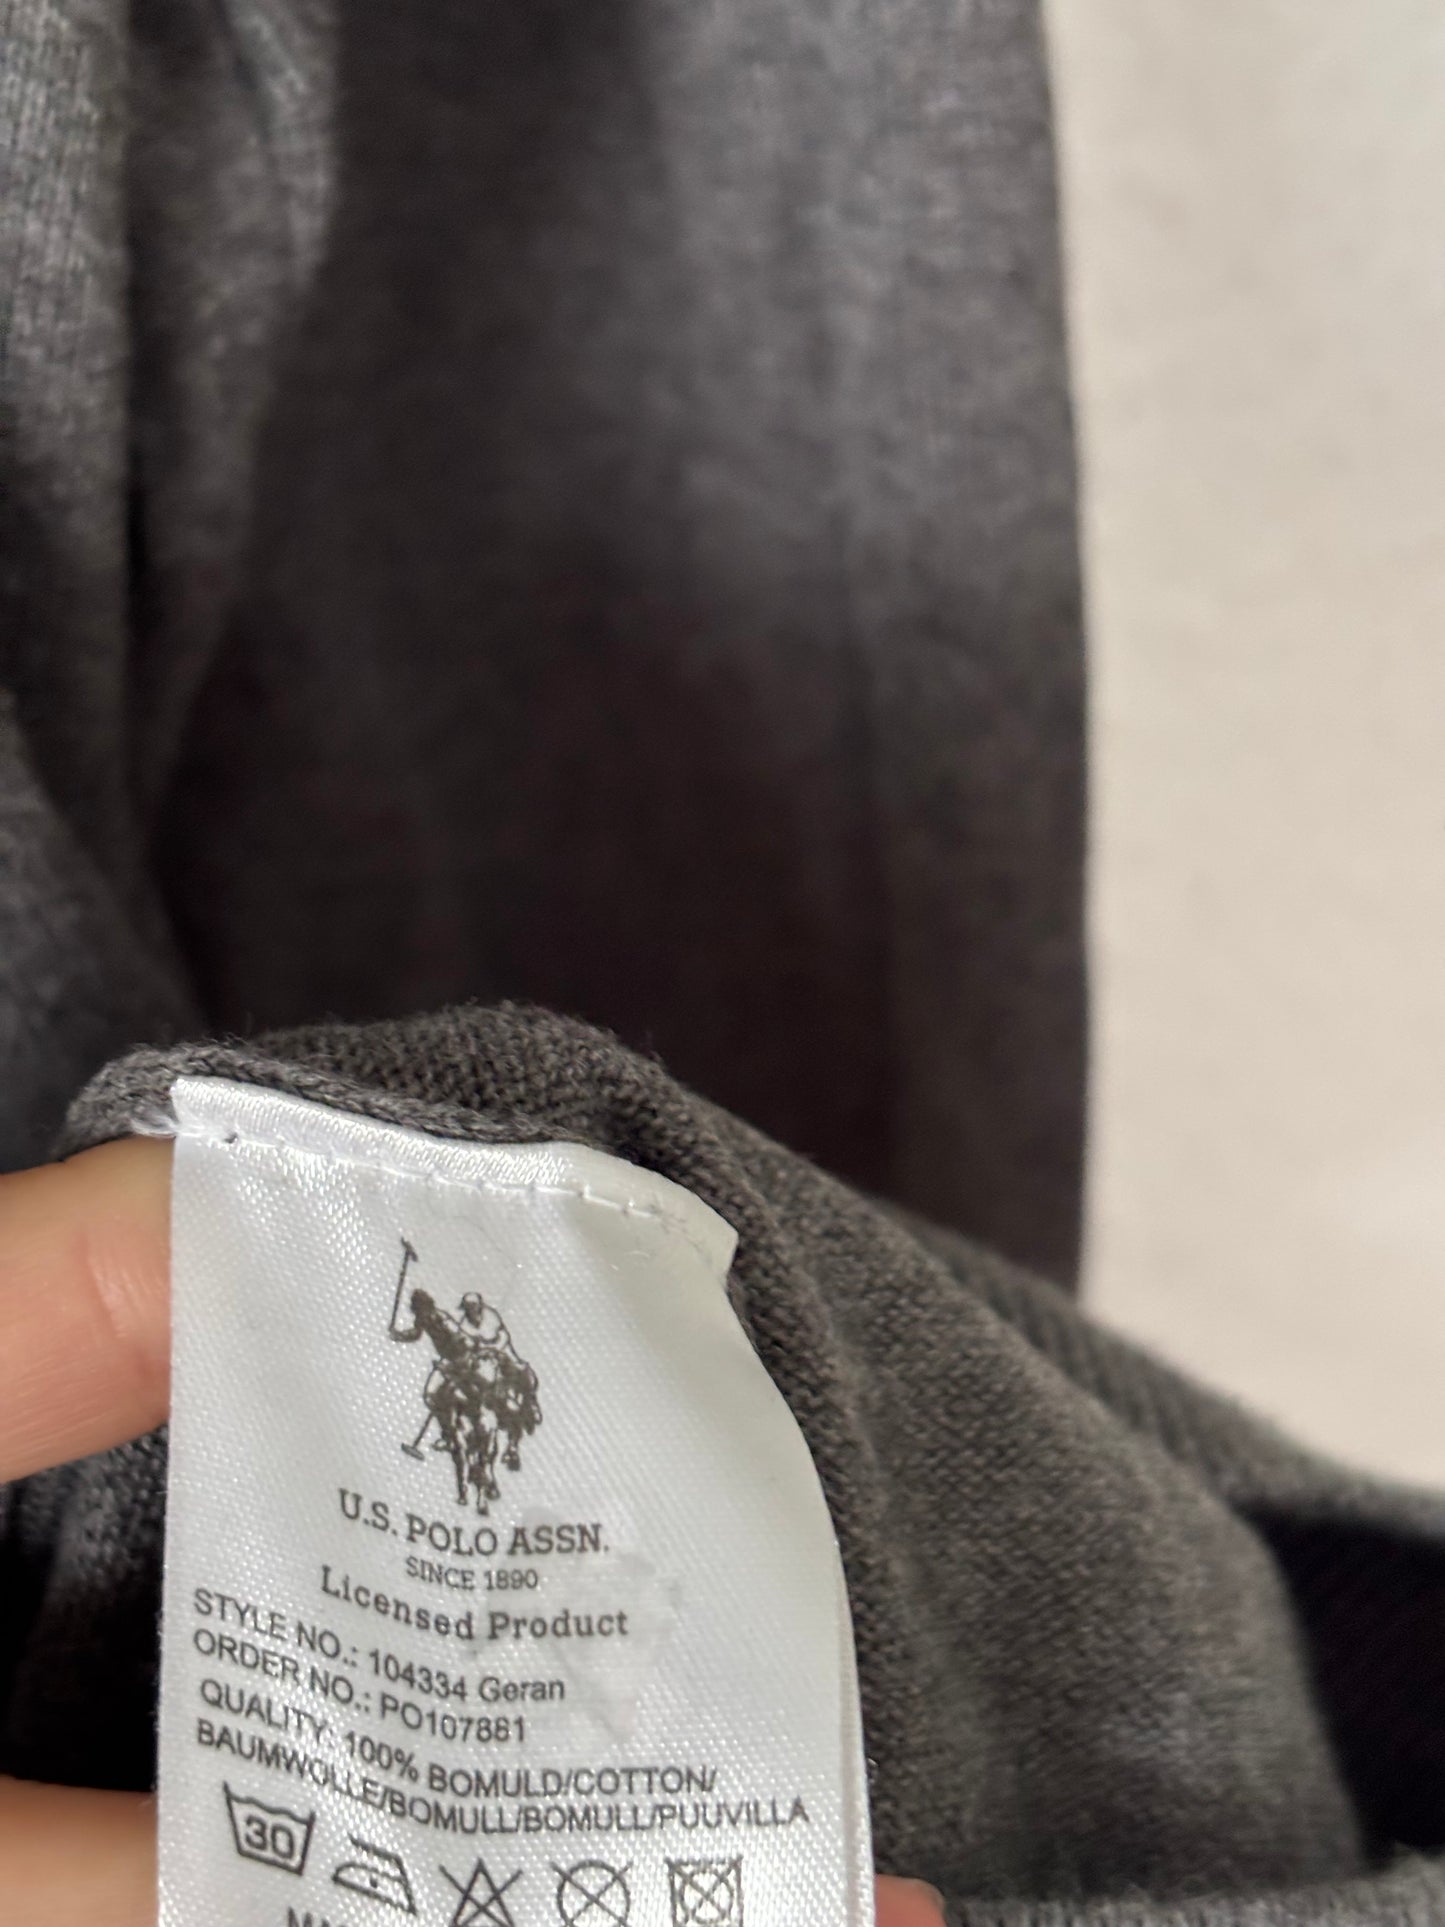 U.S. POLO ASSN.
SINCE 1890
Licensed Product
STYLE NO.: 104334 Geran
ORDER NO.: PO107881
QUALITY: 100% BOMULD/COTTON/
BAUMWOLLE/BOMULL/BOMULL/PUUVILLA
30